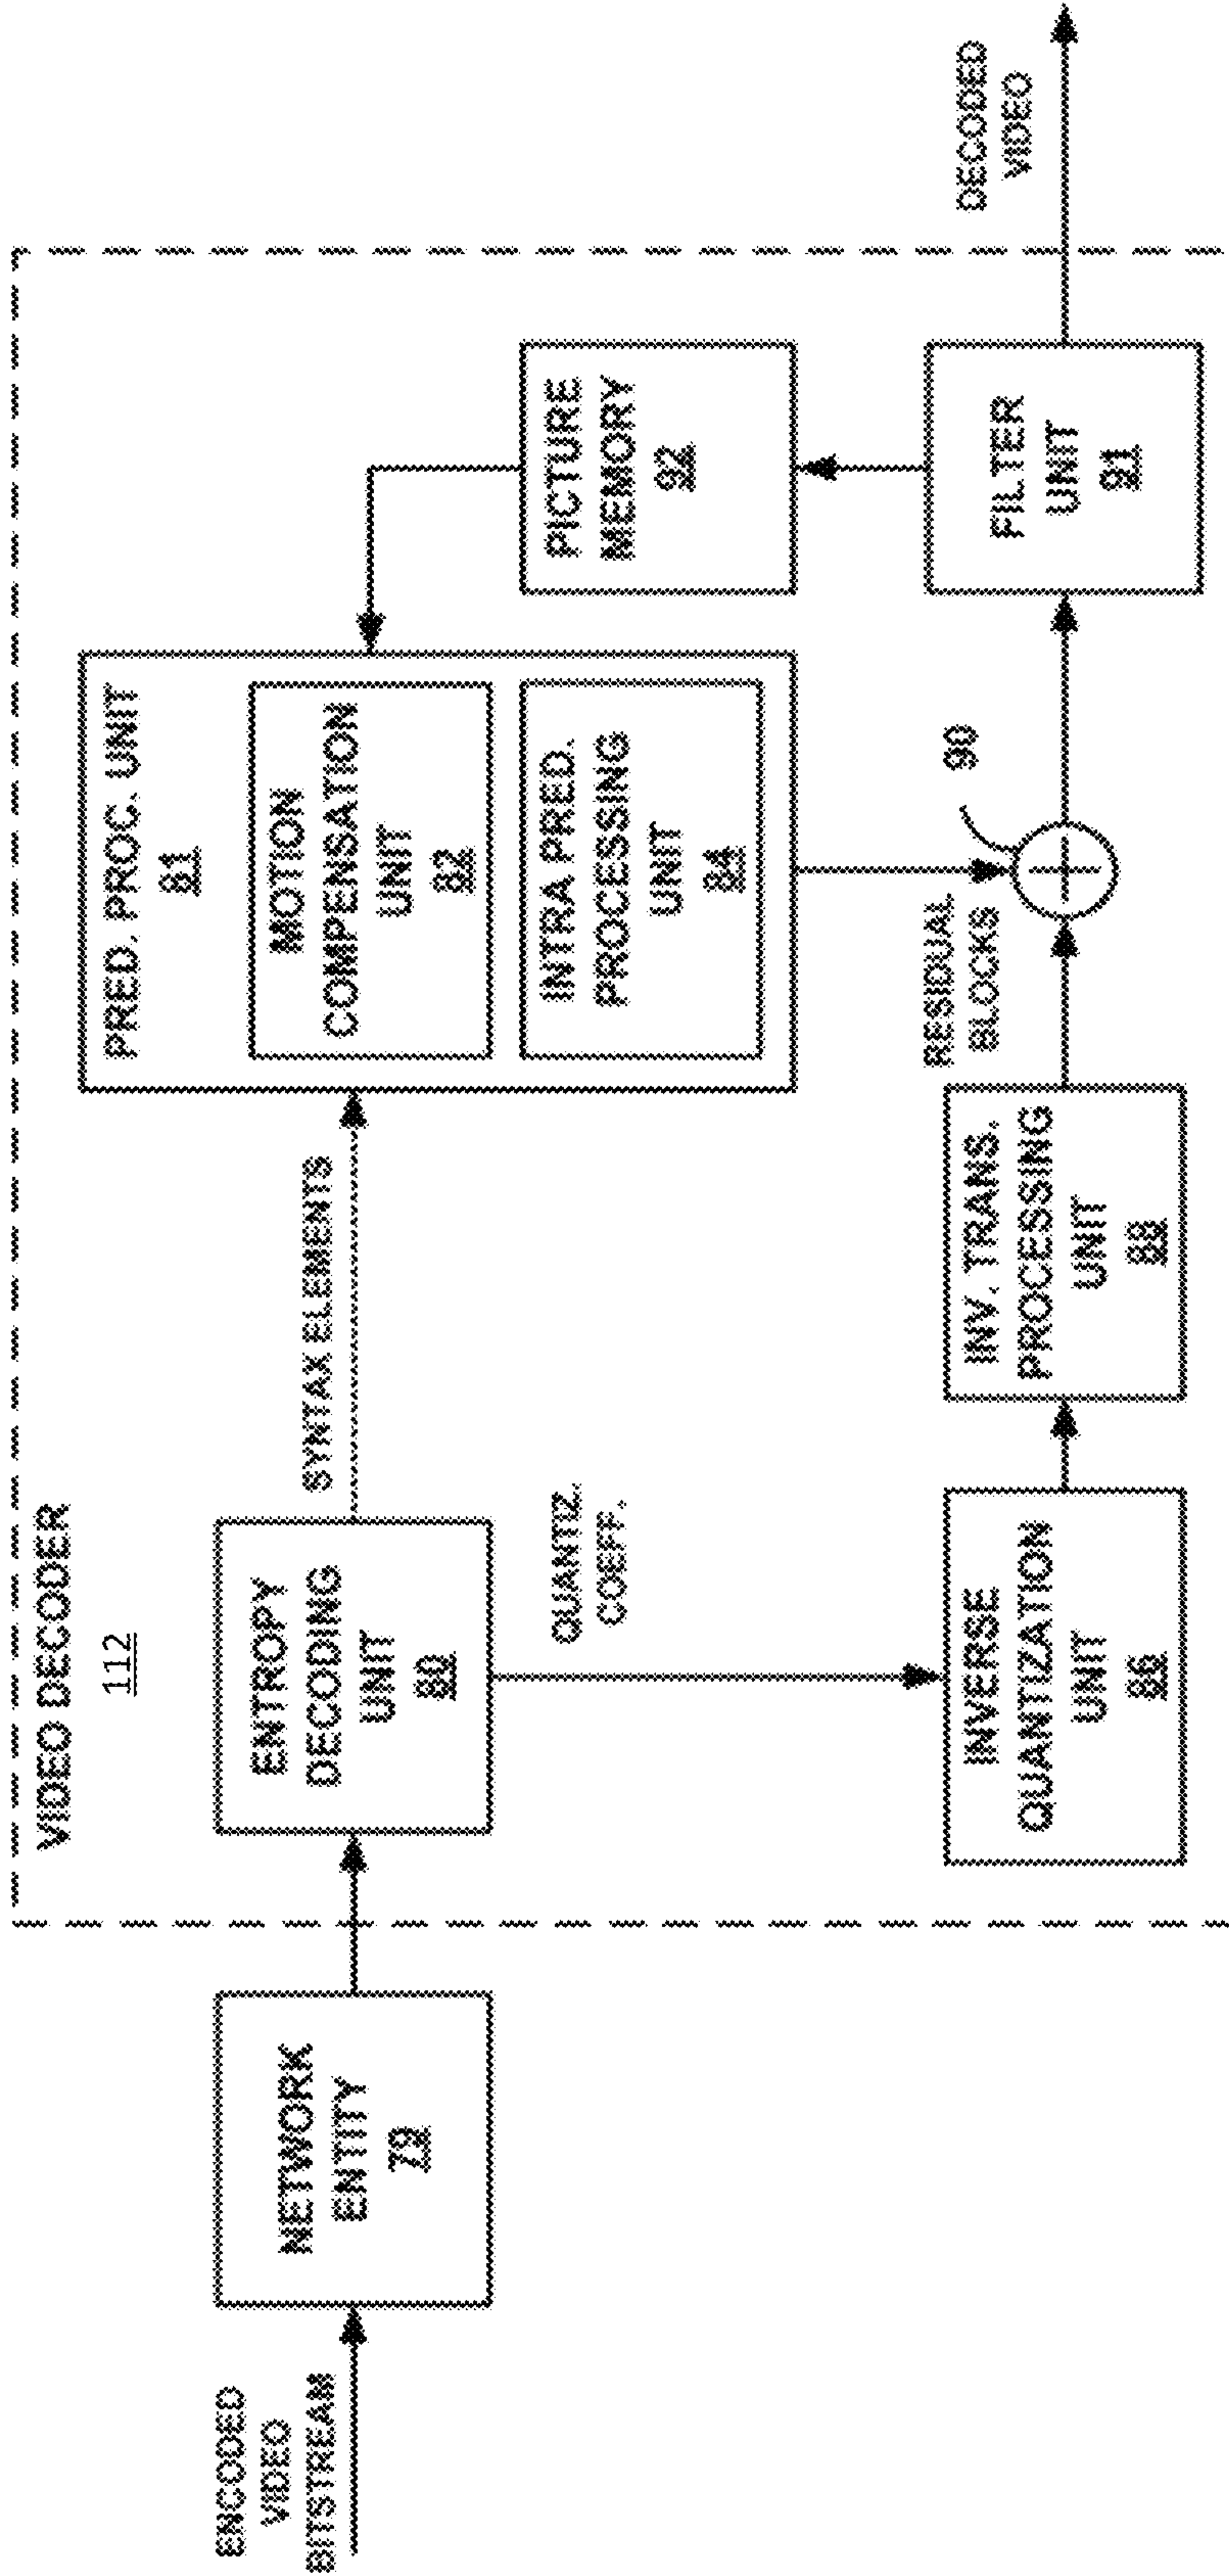 VIDEO DECODER
112
ENCODED
VIDEO
BITSTREAM
NETWORK
ENTITY
79
ENTROPY
DECODING
UNIT
80
SYNTAX ELEMENTS
PRED. PROC. UNIT
81
MOTION
COMPENSATION
UNIT
82
INTRA PRED.
PROCESSING
UNIT
84
PICTURE
MEMORY
92
QUANTIZ.
COEFF.
INVERSE
QUANTIZATION
UNIT
86
INV. TRANS.
PROCESSING
UNIT
88
RESIDUAL
BLOCKS
90
FILTER
UNIT
91
DECODED
VIDEO